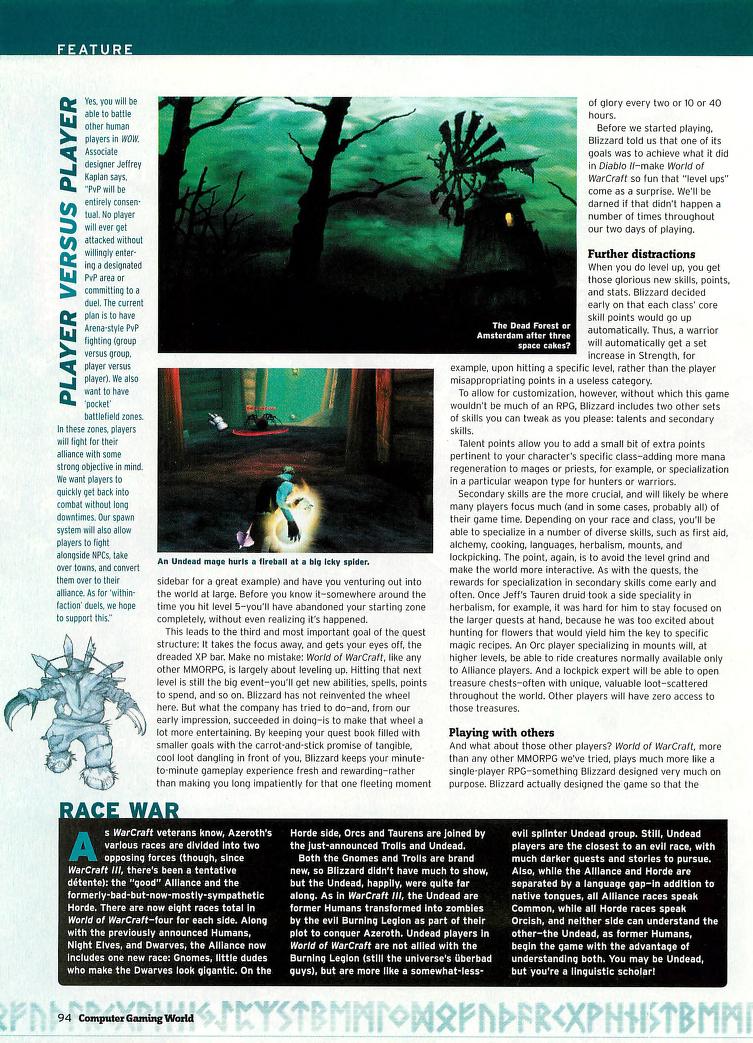 FEATURE
PLAYER VERSUS PLAYER
Yes, you will be
able to battle
other human
players in WOW.
Associate
designer Jeffrey
Kaplan says,
"PvP will be
entirely consen-
tual. No player
will ever get
attacked without
willingly enter-
ing a designated
PvP area or
committing to a
duel. The current
plan is to have
Arena-style PvP
fighting (group
versus group,
player versus
player). We also
want to have
'pocket'
battlefield zones.
In these zones, players
will fight for their
alliance with some
strong objective in mind.
We want players to
quickly get back into
combat without long
downtimes. Our spawn
system will also allow
players to fight
alongside NPCs, take
over towns, and convert
them over to their
alliance. As for 'within-
faction' duels, we hope
to support this."
The Dead Forest or
Amsterdam after three
space cakes?
An Undead mage hurls a fireball at a big icky spider.
sidebar for a great example) and have you venturing out into
the world at large. Before you know it—somewhere around the
time you hit level 5—you'll have abandoned your starting zone
completely, without even realizing it's happened.
This leads to the third and most important goal of the quest
structure: It takes the focus away, and gets your eyes off, the
dreaded XP bar. Make no mistake: World of Warcraft, like any
other MMORPG, is largely about leveling up. Hitting that next
level is still the big event—you'll get new abilities, spells, points
to spend, and so on. Blizzard has not reinvented the wheel
here. But what the company has tried to do—and, from our
early impression, succeeded in doing—is to make that wheel a
lot more entertaining. By keeping your quest book filled with
smaller goals with the carrot-and-stick promise of tangible,
cool loot dangling in front of you, Blizzard keeps your minute-
to-minute gameplay experience fresh and rewarding—rather
than making you long impatiently for that one fleeting moment
of glory every two or 10 or 40
hours.
Before we started playing,
Blizzard told us that one of its
goals was to achieve what it did
in Diablo II—make World of
WarCraft so fun that "level ups"
come as a surprise. We'll be
darned if that didn't happen a
number of times throughout
our two days of playing.
Further distractions
When you do level up, you get
those glorious new skills, points,
and stats. Blizzard decided
early on that each class' core
skill points would go up
automatically. Thus, a warrior
will automatically get a set
increase in Strength, for
example, upon hitting a specific level, rather than the player
misappropriating points in a useless category.
To allow for customization, however, without which this game
wouldn't be much of an RPG, Blizzard includes two other sets
of skills you can tweak as you please: talents and secondary
skills.
Talent points allow you to add a small bit of extra points
pertinent to your character's specific class—adding more mana
regeneration to mages or priests, for example, or specialization
in a particular weapon type for hunters or warriors.
Secondary skills are the more crucial, and will likely be where
many players focus much (and in some cases, probably all) of
their game time. Depending on your race and class, you'll be
able to specialize in a number of diverse skills, such as first aid,
alchemy, cooking, languages, herbalism, mounts, and
lockpicking. The point, again, is to avoid the level grind and
make the world more interactive. As with the quests, the
rewards for specialization in secondary skills come early and
often. Once Jeff's Tauren druid took a side speciality in
herbalism, for example, it was hard for him to stay focused on
the larger quests at hand, because he was too excited about
hunting for flowers that would yield him the key to specific
magic recipes. An Orc player specializing in mounts will, at
higher levels, be able to ride creatures normally available only
to Alliance players. And a lockpick expert will be able to open
treasure chests—often with unique, valuable loot—scattered
throughout the world. Other players will have zero access to
those treasures.
Playing with others
And what about those other players? World of Warcraft, more
than any other MMORPG we've tried, plays much more like a
single-player RPG—something Blizzard designed very much on
purpose. Blizzard actually designed the game so that the
RACE WAR
As WarCraft veterans know, Azeroth's
various races are divided into two
opposing forces (though, since
WarCraft III, there's been a tentative
détente): the "good" Alliance and the
formerly-bad-but-now-mostly-sympathetic
Horde. There are now eight races total in
World of WarCraft—four for each side. Along
with the previously announced Humans,
Night Elves, and Dwarves, the Alliance now
includes one new race: Gnomes, little dudes
who make the Dwarves look gigantic. On the
Horde side, Orcs and Taurens are joined by
the just-announced Trolls and Undead.
Both the Gnomes and Trolls are brand
new, so Blizzard didn't have much to show,
but the Undead, happily, were quite far
along. As in WarCraft III, the Undead are
former Humans transformed into zombies
by the evil Burning Legion as part of their
plot to conquer Azeroth. Undead players in
World of WarCraft are not allied with the
Burning Legion (still the universe's überbad
guys), but are more like a somewhat-less-
evil splinter Undead group. Still, Undead
players are the closest to an evil race, with
much darker quests and stories to pursue.
Also, while the Alliance and Horde are
separated by a language gap—in addition to
native tongues, all Alliance races speak
Common, while all Horde races speak
Orcish, and neither side can understand the
other—the Undead, as former Humans,
begin the game with the advantage of
understanding both. You may be Undead,
but you're a linguistic scholar!
94 Computer Gaming World